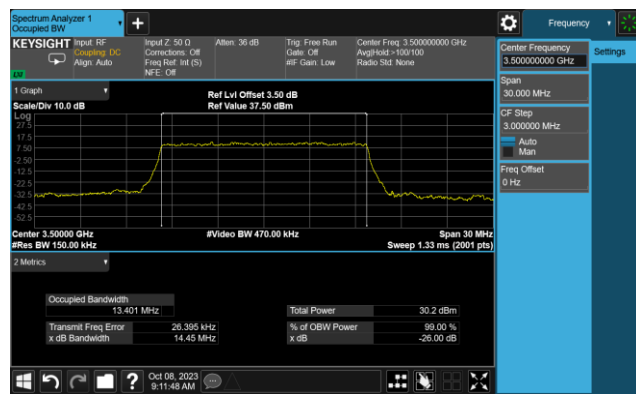 Spectrum Analyzer 1
Occupied BW
Frequency
KEYSIGHT
Input: RF
Coupling: DC
Align: Auto
Input Z: 50 Ω
Corrections: Off
Freq Ref: Int (S)
NFE: Off
Atten: 36 dB
Trig: Free Run
Gate: Off
#IF Gain: Low
Center Freq: 3.500000000 GHz
Avg|Hold:>100/100
Radio Std: None
Center Frequency
3.500000000 GHz
Settings
Span
30.000 MHz
CF Step
3.000000 MHz
Auto
Man
Freq Offset
0 Hz
1 Graph
Scale/Div 10.0 dB
Ref Lvl Offset 3.50 dB
Ref Value 37.50 dBm
Log
27.5
17.5
7.50
-2.50
-12.5
-22.5
-32.5
-42.5
-52.5
Center 3.50000 GHz
#Video BW 470.00 kHz
Span 30 MHz
#Res BW 150.00 kHz
Sweep 1.33 ms (2001 pts)
2 Metrics
Occupied Bandwidth
13.401 MHz
Total Power 30.2 dBm
Transmit Freq Error 26.395 kHz
% of OBW Power 99.00 %
x dB Bandwidth 14.45 MHz
x dB -26.00 dB
?
Oct 08, 2023
9:11:48 AM